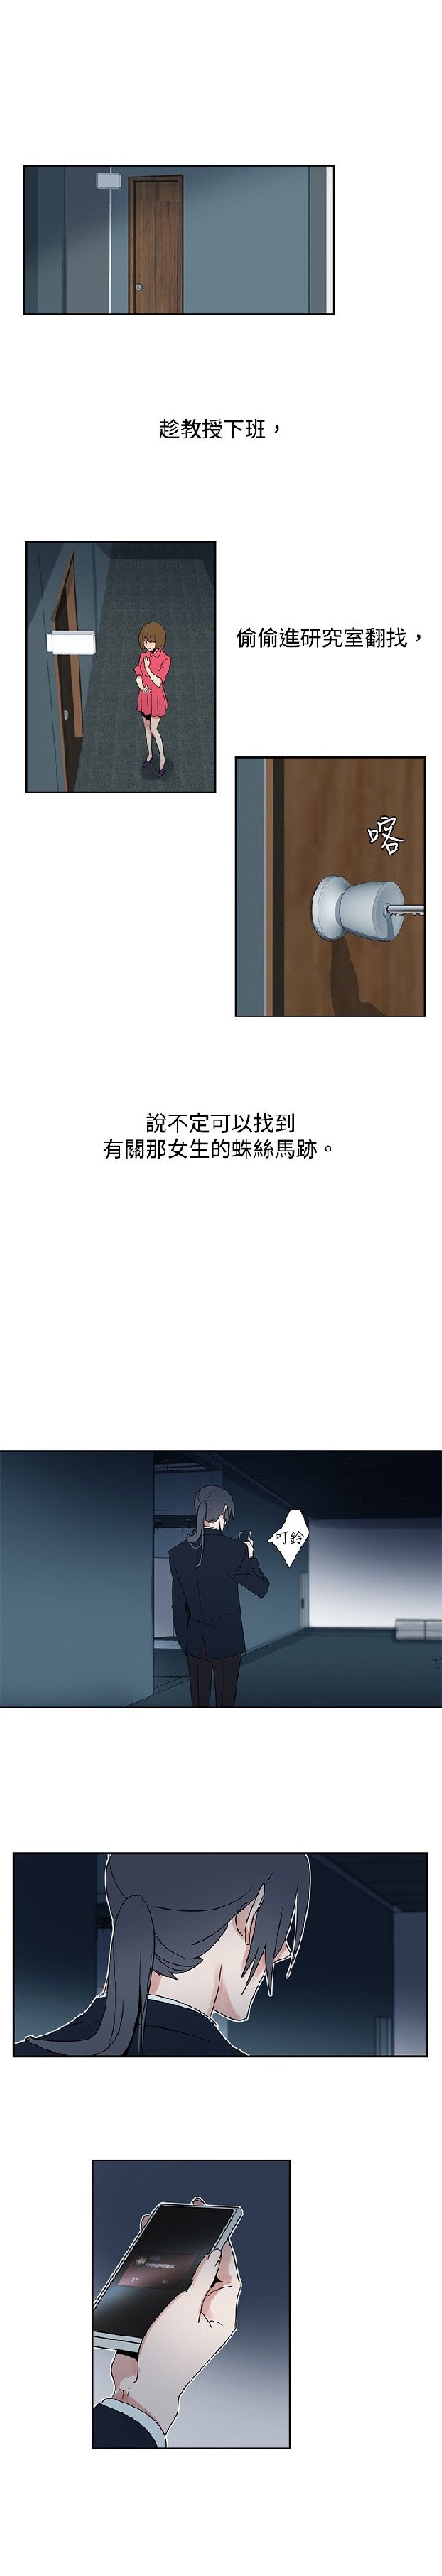 趁教授下班，
偷偷進研究室翻找，
喀
說不定可以找到
有關那女生的蛛絲馬跡。
叮鈴